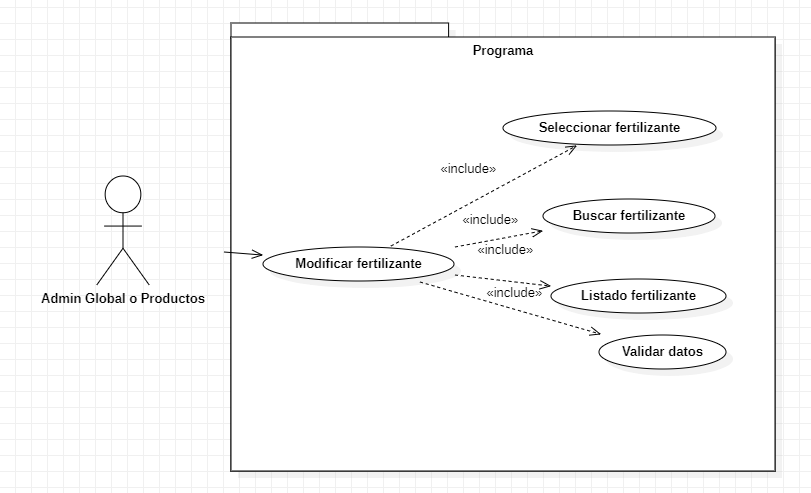 Programa
Seleccionar fertilizante
«include»
Buscar fertilizante
«include»
«include»
Modificar fertilizante
Listado fertilizante
«include»
Admin Global o Productos
Validar datos